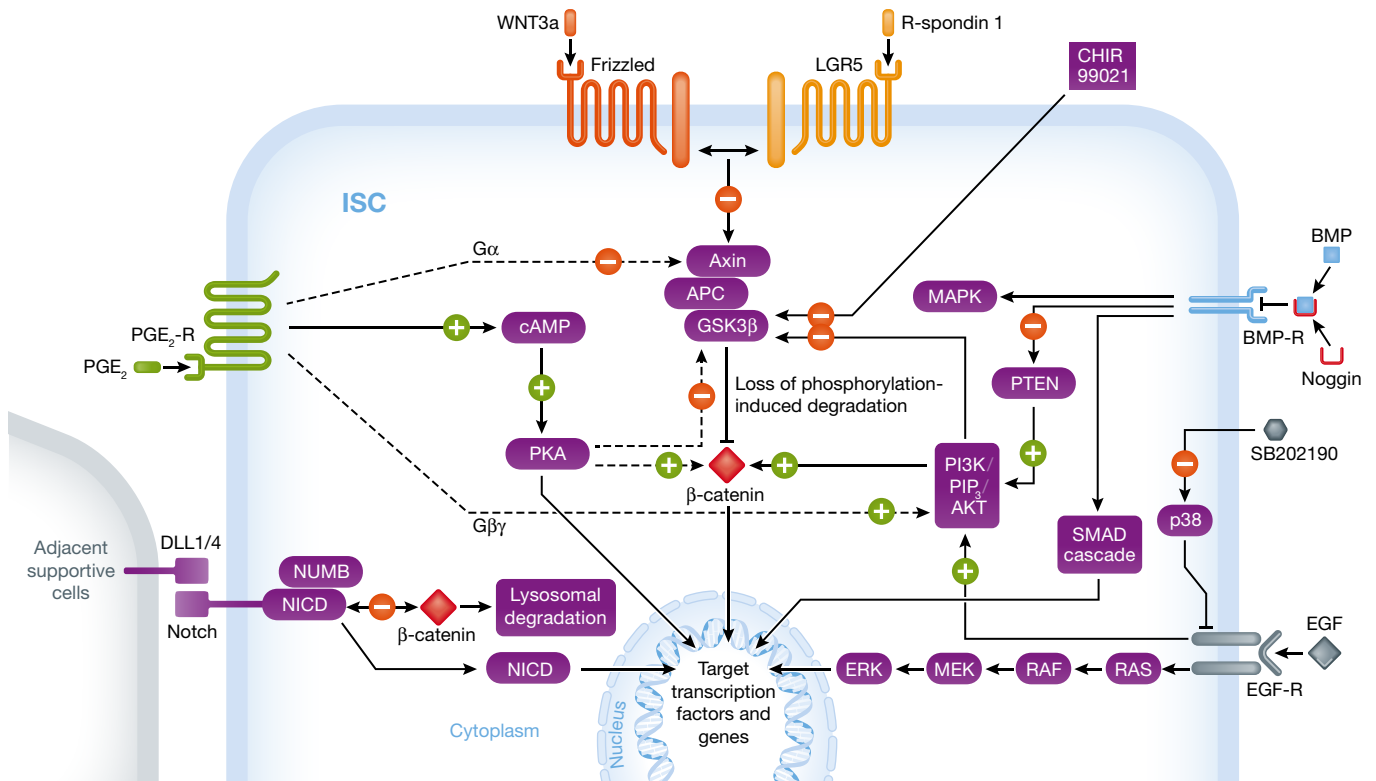 WNT3a
R-spondin 1
Frizzled
LGR5
CHIR
99021
ISC
BMP
Gα
Axin
APC
MAPK
GSK3β
cAMP
PGE₂-R
BMP-R
PGE₂
Noggin
Loss of phosphorylation-
induced degradation
PTEN
PKA
PI3K/
PIP₃/
AKT
SB202190
β-catenin
p38
Gβγ
SMAD
cascade
DLL1/4
Adjacent
supportive
cells
NUMB
NICD
Lysosomal
degradation
Notch
β-catenin
EGF
NICD
Target
transcription
factors and
genes
ERK
MEK
RAF
RAS
EGF-R
Cytoplasm
Nucleus